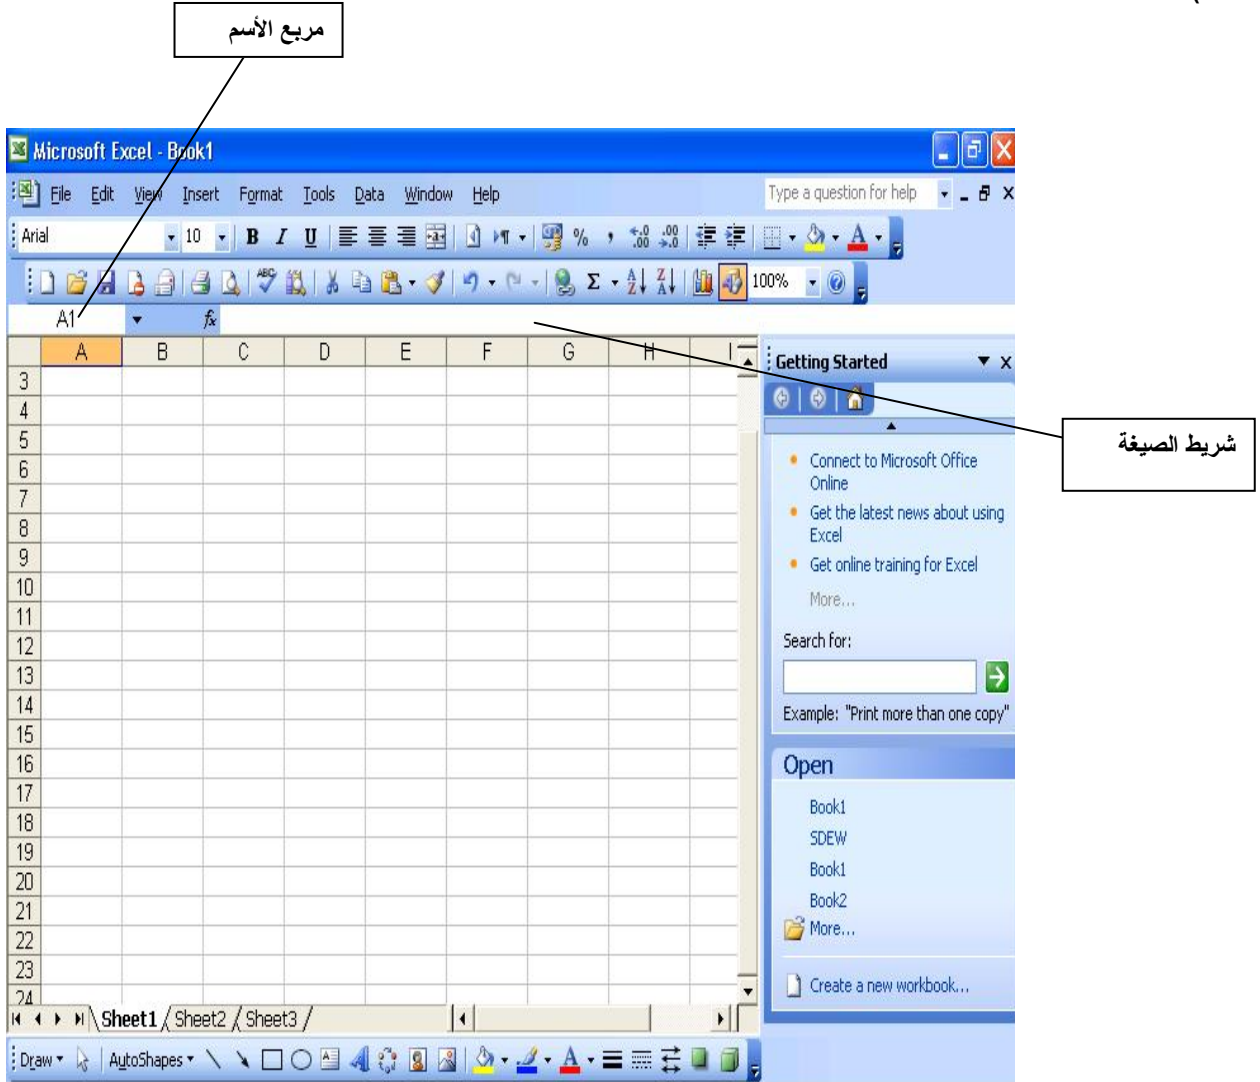 )
مربع الأسم
Microsoft Excel - Book1
File Edit View Insert Format Tools Data Window Help
Type a question for help
Arial 10 B I U % , .00 .0
ABC Σ A Z Z A 100%
A1 fx
A B C D E F G H I
Getting Started
3
4
5
6
7
8
9
10
11
12
13
14
15
16
17
18
19
20
21
22
23
24
شريط الصيغة
Connect to Microsoft Office
Online
Get the latest news about using
Excel
Get online training for Excel
More...
Search for:
Example: "Print more than one copy"
Open
Book1
SDEW
Book1
Book2
More...
Create a new workbook...
Sheet1 / Sheet2 / Sheet3 /
Draw AutoShapes A